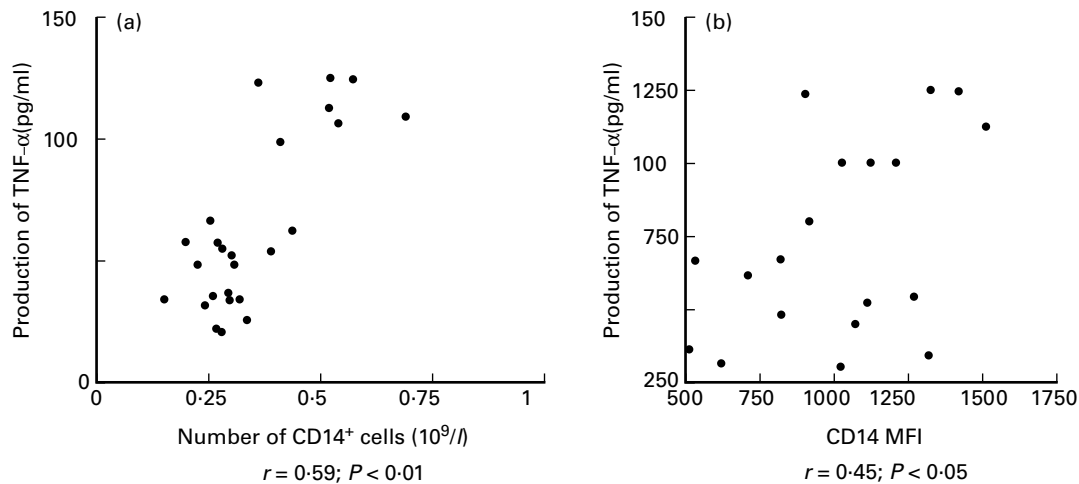 150
(a)
100
0
Production of TNF–α(pg/ml)
0
0·25
0·5
0·75
1
Number of CD14⁺ cells (10⁹/l)
r = 0·59; P < 0·01
150
(b)
1250
100
750
250
Production of TNF–α(pg/ml)
500
750
1000
1250
1500
1750
CD14 MFI
r = 0·45; P < 0·05